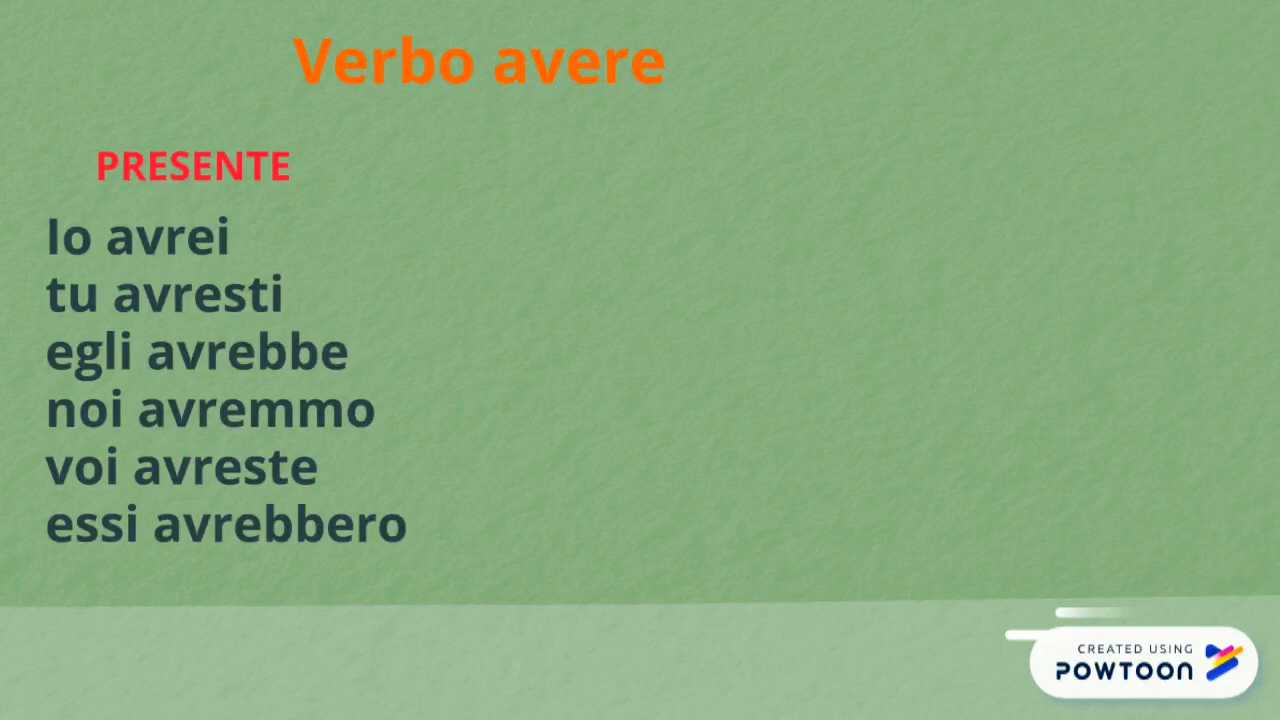 Verbo avere
PRESENTE
Io avrei
tu avresti
egli avrebbe
noi avremmo
voi avreste
essi avrebbero
CREATED USING
POWTOON